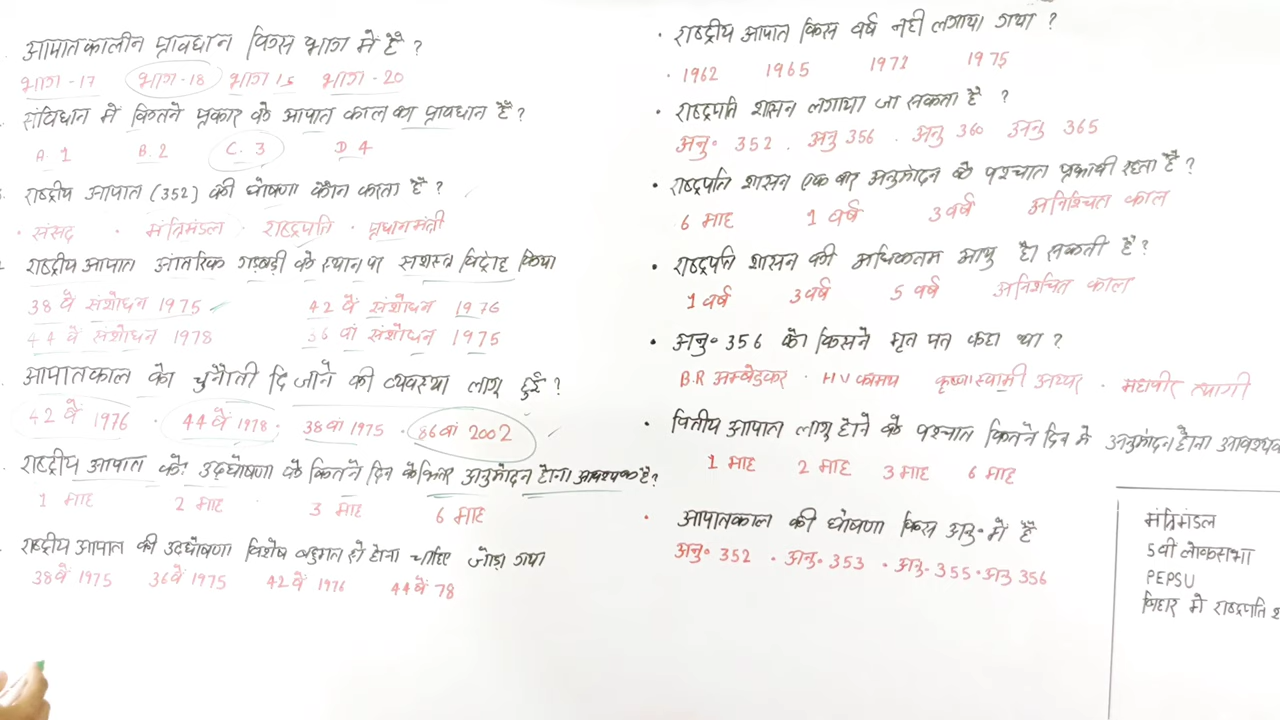 आपातकालीन प्रावधान किस भाग में हैं ?
भाग -17 भाग -18 भाग 15 भाग -20
संविधान में कितने प्रकार के आपात काल का प्रावधान है ?
A. 1 B. 2 C. 3 D 4
राष्ट्रीय आपात (352) की घोषणा कौन करता है ?
· संसद · मंत्रिमंडल · राष्ट्रपति · प्रधानमंत्री
राष्ट्रीय आपात आंतरिक गड़बड़ी के स्थान पर सशस्त्र विद्रोह किया
38 वें संशोधन 1975 42 वें संशोधन 1976
44 वें संशोधन 1978 36 वां संशोधन 1975
आपातकाल को चुनौती दि जाने की व्यवस्था लागू हुई ?
42 वें 1976 44 वें 1978 · 38 वां 1975 · 86 वां 2002
राष्ट्रीय आपात को उद्घोषणा के कितने दिन के भितर अनुमोदन होना आवश्यक है ?
1 माह 2 माह 3 माह 6 माह
राष्ट्रीय आपात की उदघोषणा विशेष बहुमत से होना चाहिए जोड़ा गया
38 वें 1975 36 वें 1975 42 वें 1976 44 वें 78
· राष्ट्रीय आपात किस वर्ष नही लगाया गया ?
· 1962 1965 1971 1975
· राष्ट्रपति शासन लगाया जा सकता है ?
अनु॰ 352 . अनु 356 . अनु 360 अनु 365
· राष्ट्रपति शासन एक बार अनुमोदन के पश्चात प्रभावी रहता है ?
6 माह 1 वर्ष 3 वर्ष अनिश्चित काल
· राष्ट्रपति शासन की अधिकतम आयु हो सकती है ?
1 वर्ष 3 वर्ष 5 वर्ष अनिश्चित काल
· अनु॰ 356 को किसने मृत पत्र कहा था ?
B.R अम्बेडकर · H V कामथ कृष्णा स्वामी अय्यर · महावीर त्यागी
· वित्तीय आपात लागू होने के पश्चात कितने दिन मे अनुमोदन होना आवश्यक
1 माह 2 माह 3 माह 6 माह
· आपातकाल की घोषणा किस अनु॰ में है
अनु॰ 352 · अनु॰ 353 · अनु॰ 355 · अनु 356
मंत्रिमंडल
5वी लोकसभा
PEPSU
बिहार मे राष्ट्रपति